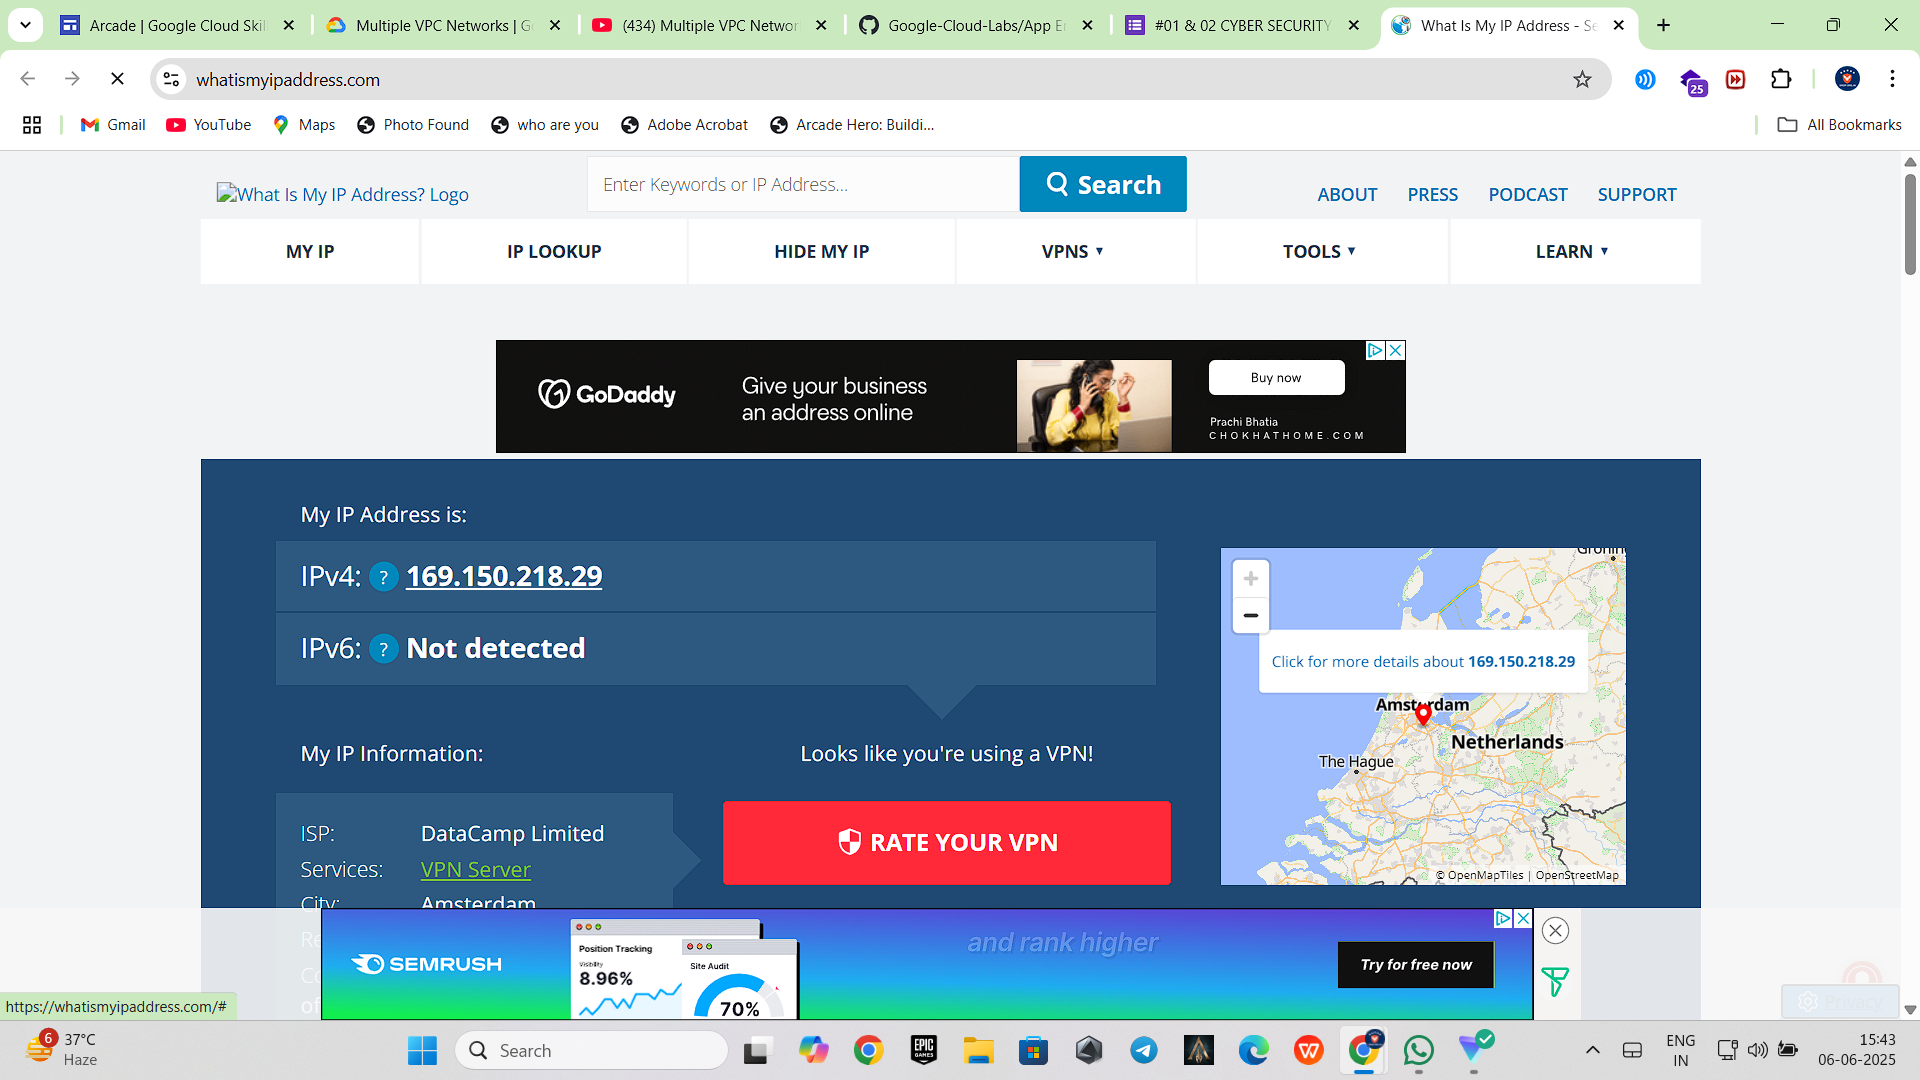 Arcade | Google Cloud Skil
Multiple VPC Networks | G
(434) Multiple VPC Networ
Google-Cloud-Labs/App E
#01 & 02 CYBER SECURITY
What Is My IP Address - Se
whatismyipaddress.com
25
Gmail
YouTube
Maps
Photo Found
who are you
Adobe Acrobat
Arcade Hero: Buildi...
All Bookmarks
What Is My IP Address? Logo
Enter Keywords or IP Address...
Search
ABOUT
PRESS
PODCAST
SUPPORT
MY IP
IP LOOKUP
HIDE MY IP
VPNS
TOOLS
LEARN
GoDaddy
Give your business
an address online
Buy now
Prachi Bhatia
CHOKHATHOME.COM
My IP Address is:
IPv4: ? 169.150.218.29
IPv6: ? Not detected
Groning
Click for more details about 169.150.218.29
Amsterdam
Netherlands
The Hague
© OpenMapTiles | OpenStreetMap
My IP Information:
Looks like you're using a VPN!
ISP: DataCamp Limited
Services: VPN Server
City: Amsterdam
RATE YOUR VPN
SEMRUSH
Position Tracking
Visibility
8.96%
Site Audit
70%
and rank higher
Try for free now
Privacy
https://whatismyipaddress.com/#
6
37°C
Haze
Search
EPIC
GAMES
ENG
IN
15:43
06-06-2025